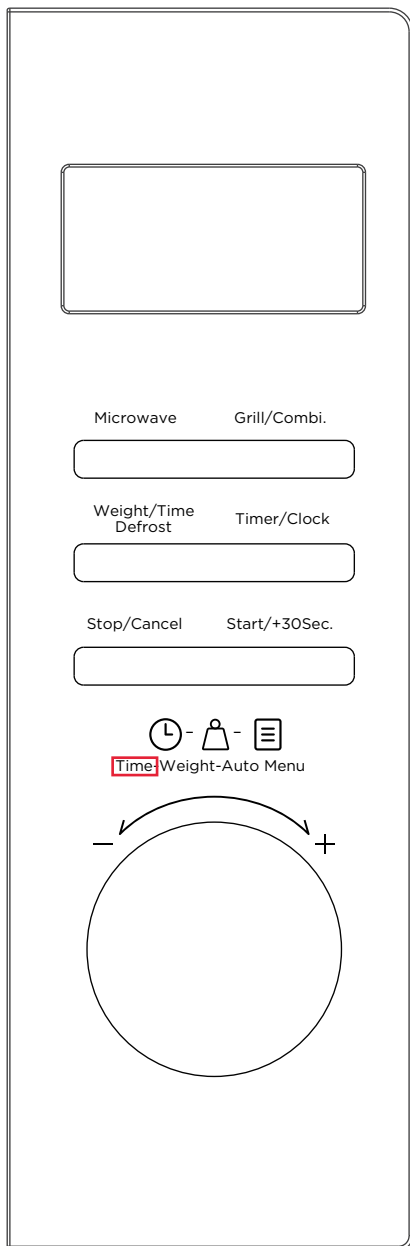 Microwave Grill/Combi.
Weight/Time
Defrost Timer/Clock
Stop/Cancel Start/+30Sec.
Time-Weight-Auto Menu